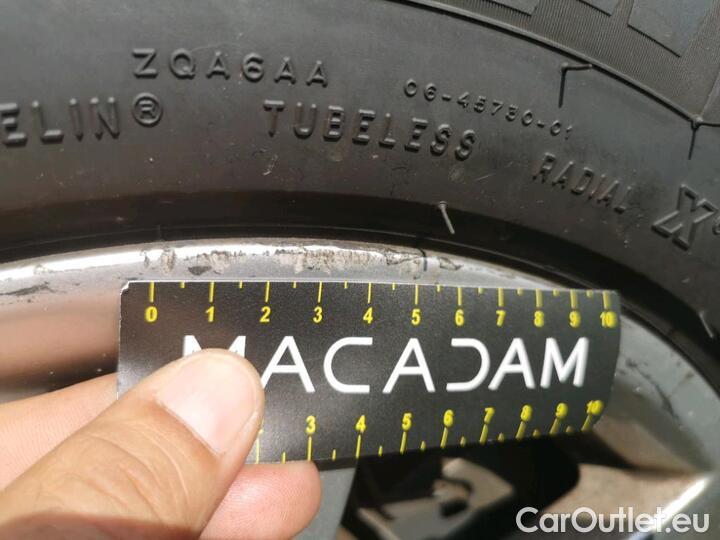 ZQA6AA 06-45730-01
ELIN® TUBELESS RADIAL X
0 1 2 3 4 5 6 7 8 9 10
MACADAM
3 4 5 6 7 8 9 10
CarOutlet.eu